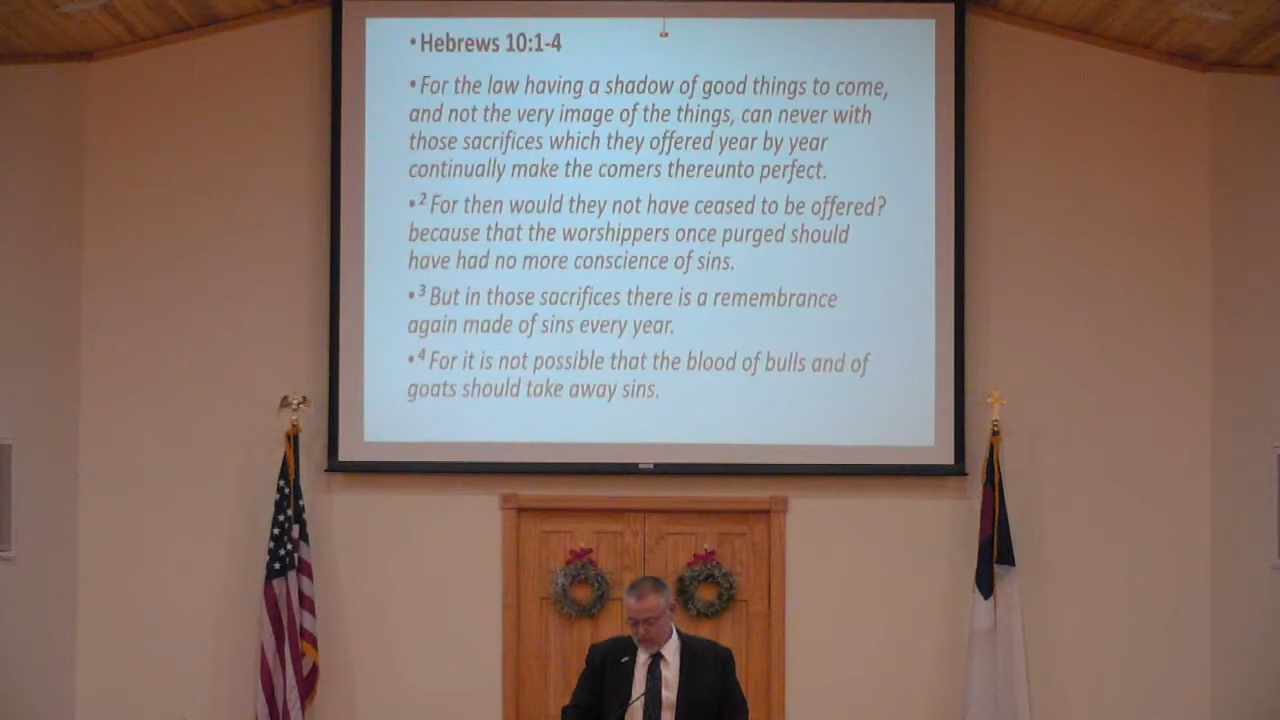 • Hebrews 10:1-4
• For the law having a shadow of good things to come,
and not the very image of the things, can never with
those sacrifices which they offered year by year
continually make the comers thereunto perfect.
• 2 For then would they not have ceased to be offered?
because that the worshippers once purged should
have had no more conscience of sins.
• 3 But in those sacrifices there is a remembrance
again made of sins every year.
• 4 For it is not possible that the blood of bulls and of
goats should take away sins.